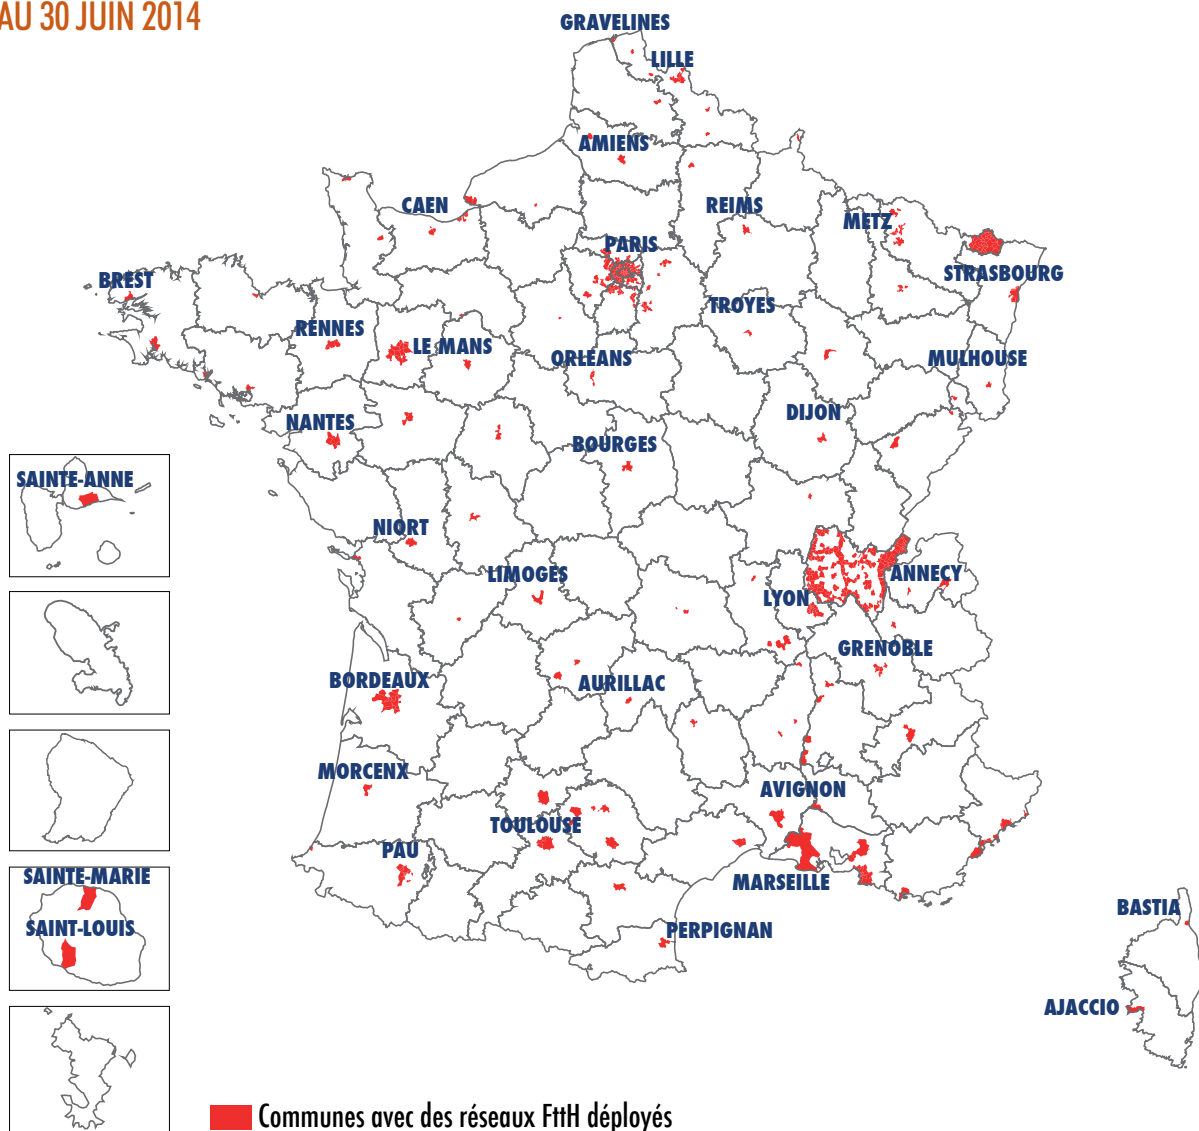 AU 30 JUIN 2014
GRAVELINES
LILLE
AMIENS
CAEN
REIMS
METZ
PARIS
STRASBOURG
BREST
TROYES
RENNES
LE MANS
ORLEANS
MULHOUSE
DIJON
NANTES
BOURGES
SAINTE-ANNE
NIORT
LIMOGES
ANNECY
LYON
GRENOBLE
BORDEAUX
AURILLAC
MORCENX
AVIGNON
TOULOUSE
PAU
SAINTE-MARIE
MARSEILLE
SAINT-LOUIS
PERPIGNAN
BASTIA
AJACCIO
Communes avec des réseaux FttH déployés